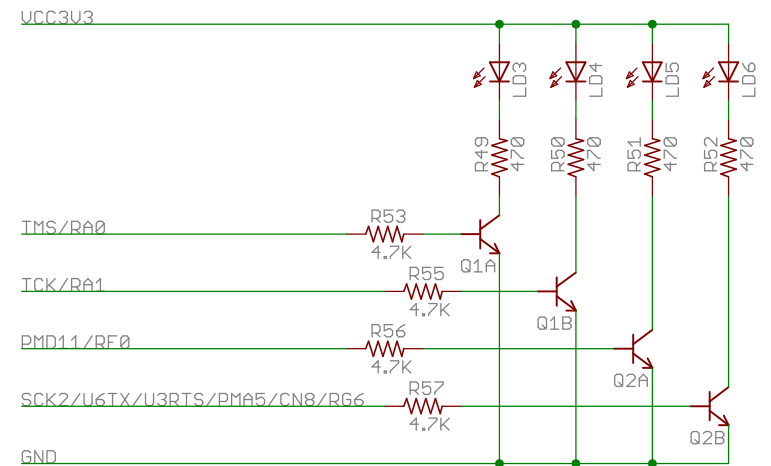 VCC3V3
LD3
LD4
LD5
LD6
R49
470
R50
470
R51
470
R52
470
TMS/RA0
R53
4.7K
Q1A
TCK/RA1
R55
4.7K
Q1B
PMD11/RF0
R56
4.7K
Q2A
SCK2/U6TX/U3RTS/PMA5/CN8/RG6
R57
4.7K
Q2B
GND